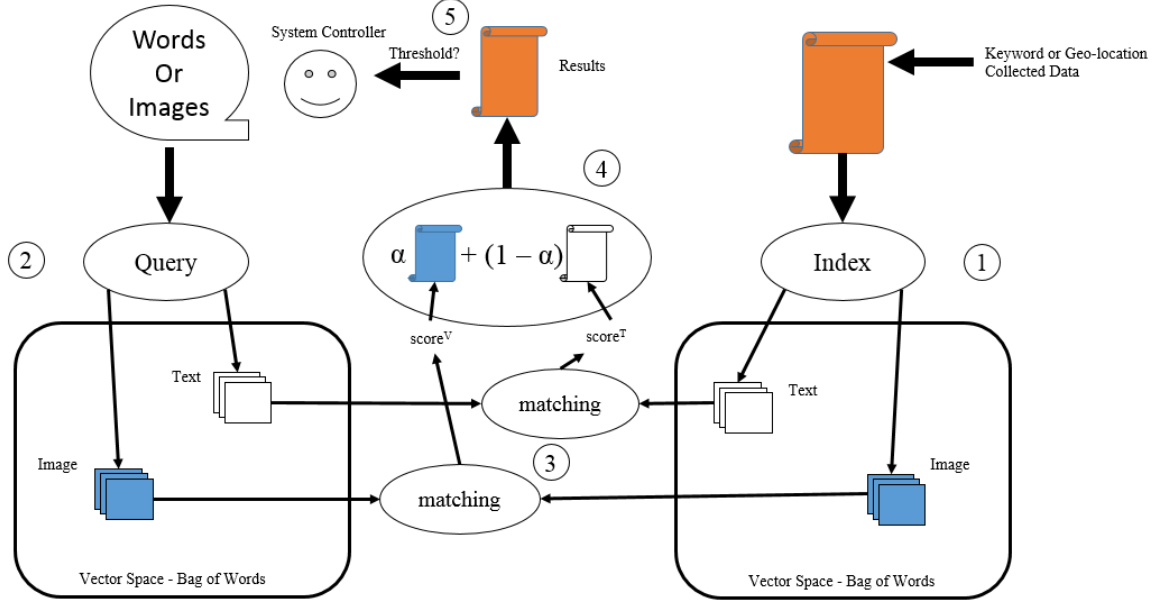 Words
Or
Images
System Controller
5
Threshold?
Results
Keyword or Geo-location
Collected Data
4
2
Query
α + (1 – α)
Index
1
score^V
score^T
Text
matching
Text
Image
matching
3
Image
Vector Space - Bag of Words
Vector Space - Bag of Words